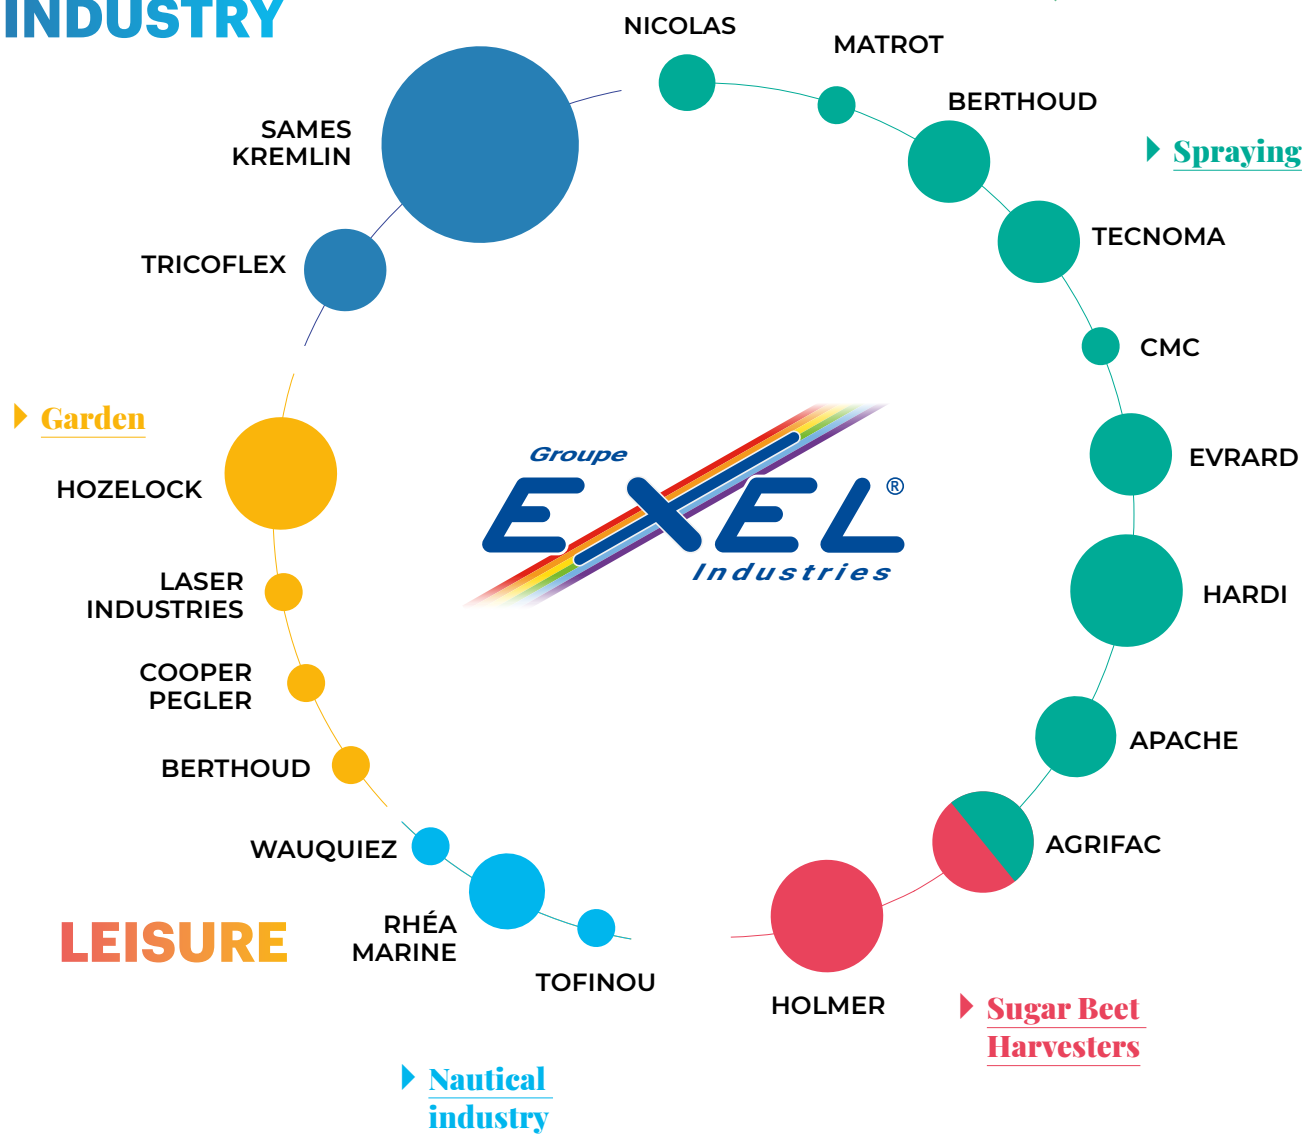 INDUSTRY
NICOLAS
MATROT
BERTHOUD
SAMES
KREMLIN
Spraying
TECNOMA
TRICOFLEX
CMC
Garden
HOZELOCK
Groupe
EXEL®
Industries
EVRARD
LASER
INDUSTRIES
HARDI
COOPER
PEGLER
APACHE
BERTHOUD
WAUQUIEZ
AGRIFAC
LEISURE
RHÉA
MARINE
TOFINOU
HOLMER
Sugar Beet
Harvesters
Nautical
industry